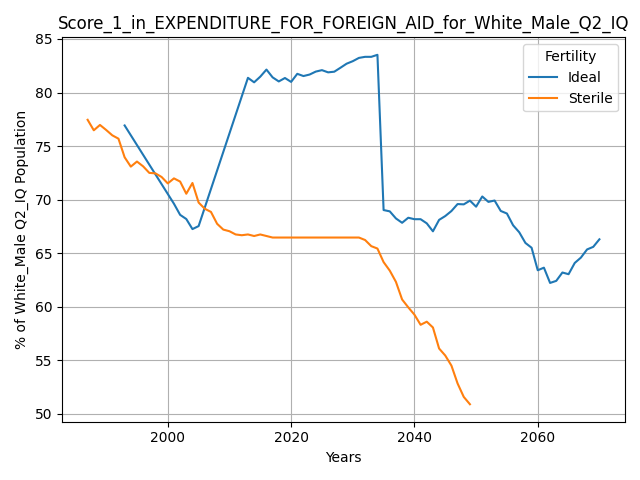 Score_1_in_EXPENDITURE_FOR_FOREIGN_AID_for_White_Male_Q2_IQ
85
80
75
70
65
60
55
50
% of White_Male Q2_IQ Population
Fertility
Ideal
Sterile
2000 2020 2040 2060
Years